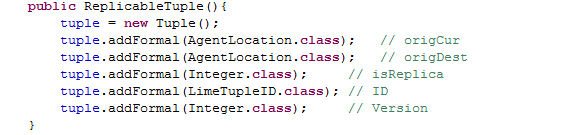 public ReplicableTuple(){
tuple = new Tuple();
tuple.addFormal(AgentLocation.class); // origCur
tuple.addFormal(AgentLocation.class); // origDest
tuple.addFormal(Integer.class); // isReplica
tuple.addFormal(LimeTupleID.class); // ID
tuple.addFormal(Integer.class); // Version
}